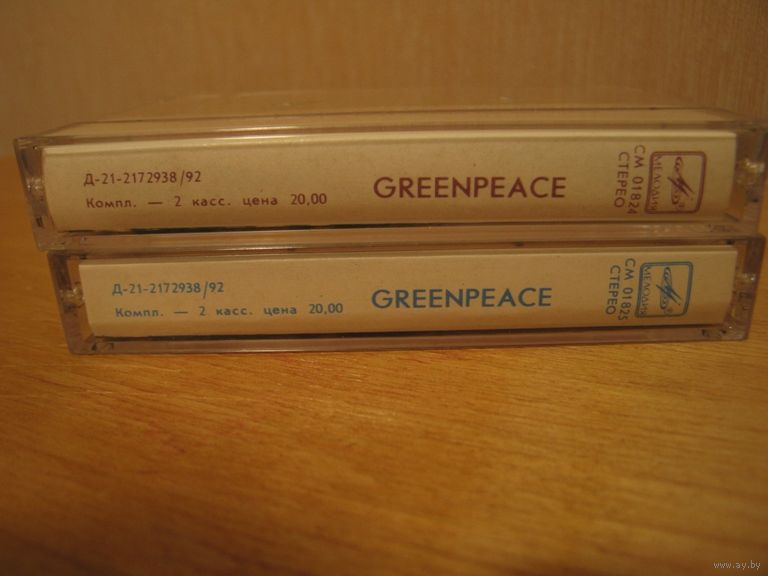 Д-21-2172938/92
Компл. — 2 касс. цена 20,00
GREENPEACE
СМ 01824
СТЕРЕО
МЕЛОДИЯ
Д-21-2172938/92
Компл. — 2 касс. цена 20,00
GREENPEACE
СМ 01825
СТЕРЕО
МЕЛОДИЯ
www.ay.by